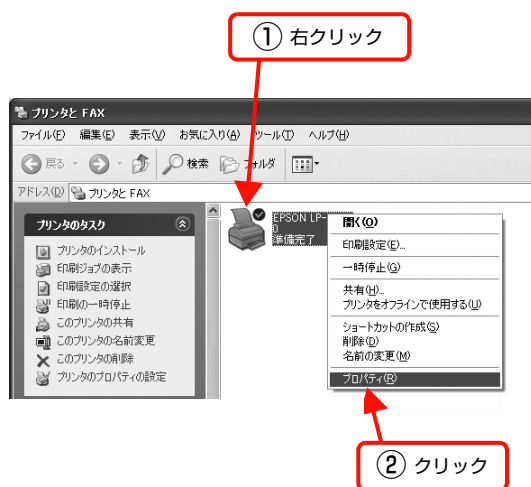 ① 右クリック
プリンタと FAX
ファイル(F) 編集(E) 表示(V) お気に入り(A) ツール(T) ヘルプ(H)
戻る 検索 フォルダ
アドレス(D) プリンタと FAX
プリンタのタスク
プリンタのインストール
印刷ジョブの表示
印刷設定の選択
印刷の一時停止
このプリンタの共有
このプリンタの名前変更
このプリンタの削除
プリンタのプロパティの設定
EPSON LP-
0
準備完了
開く(O)
印刷設定(E)...
一時停止(G)
共有(H)...
プリンタをオフラインで使用する(U)
ショートカットの作成(S)
削除(D)
名前の変更(M)
プロパティ(R)
② クリック